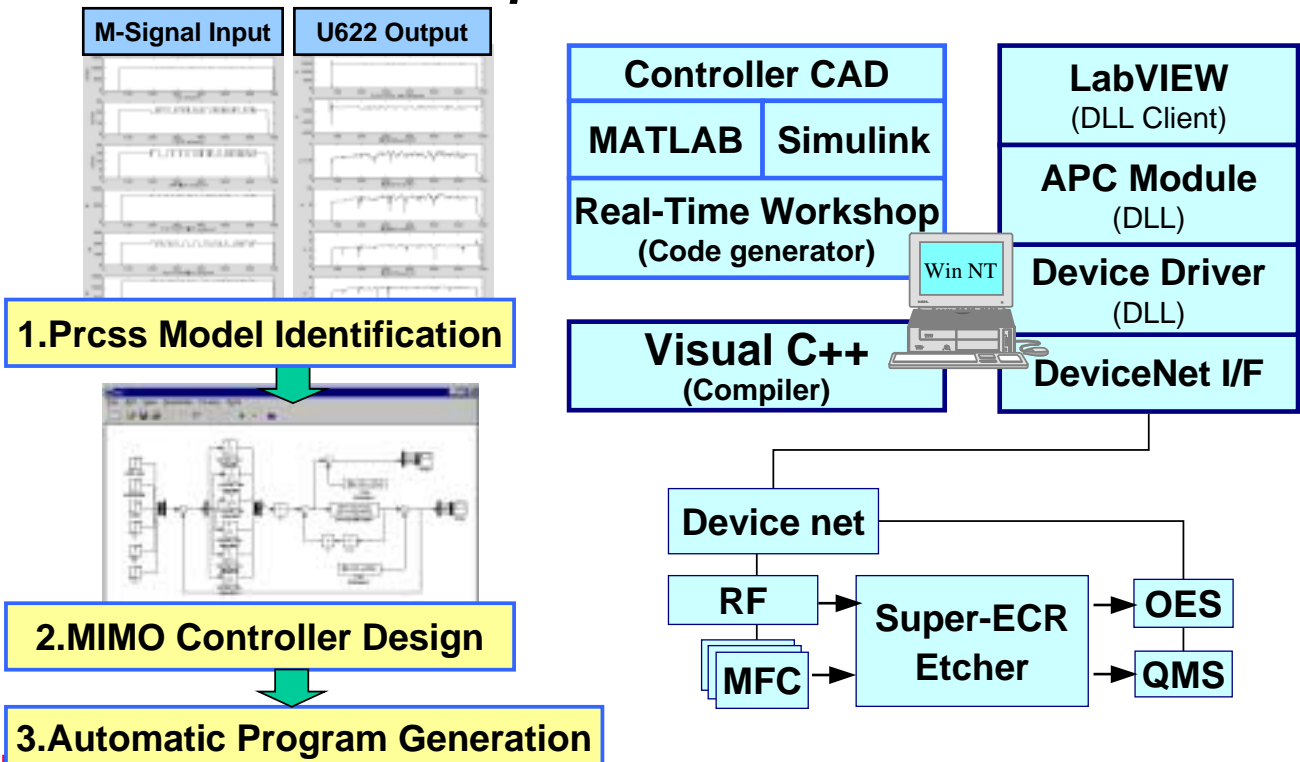 M-Signal Input
U622 Output
1.Prcss Model Identification
2.MIMO Controller Design
3.Automatic Program Generation
Controller CAD
MATLAB
Simulink
Real-Time Workshop
(Code generator)
Visual C++
(Compiler)
Win NT
LabVIEW
(DLL Client)
APC Module
(DLL)
Device Driver
(DLL)
DeviceNet I/F
Device net
RF
MFC
Super-ECR
Etcher
OES
QMS